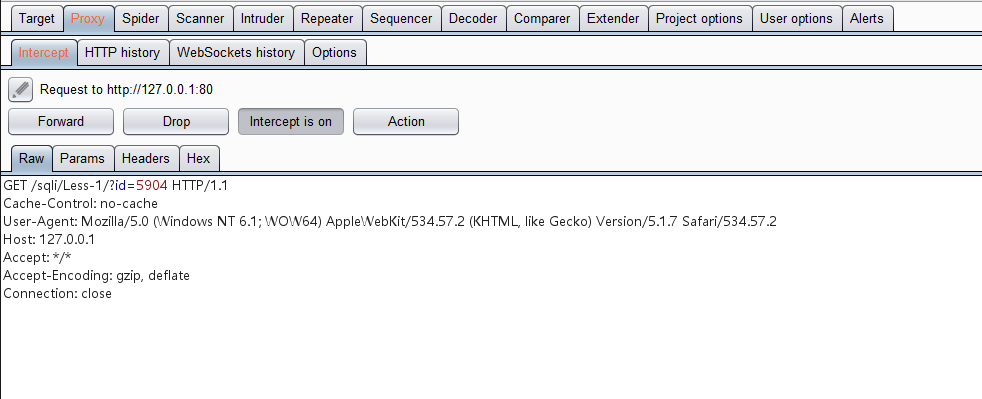 Target Proxy Spider Scanner Intruder Repeater Sequencer Decoder Comparer Extender Project options User options Alerts
Intercept HTTP history WebSockets history Options
Request to http://127.0.0.1:80
Forward Drop Intercept is on Action
Raw Params Headers Hex
GET /sqli/Less-1/?id=5904 HTTP/1.1
Cache-Control: no-cache
User-Agent: Mozilla/5.0 (Windows NT 6.1; WOW64) AppleWebKit/534.57.2 (KHTML, like Gecko) Version/5.1.7 Safari/534.57.2
Host: 127.0.0.1
Accept: */*
Accept-Encoding: gzip, deflate
Connection: close